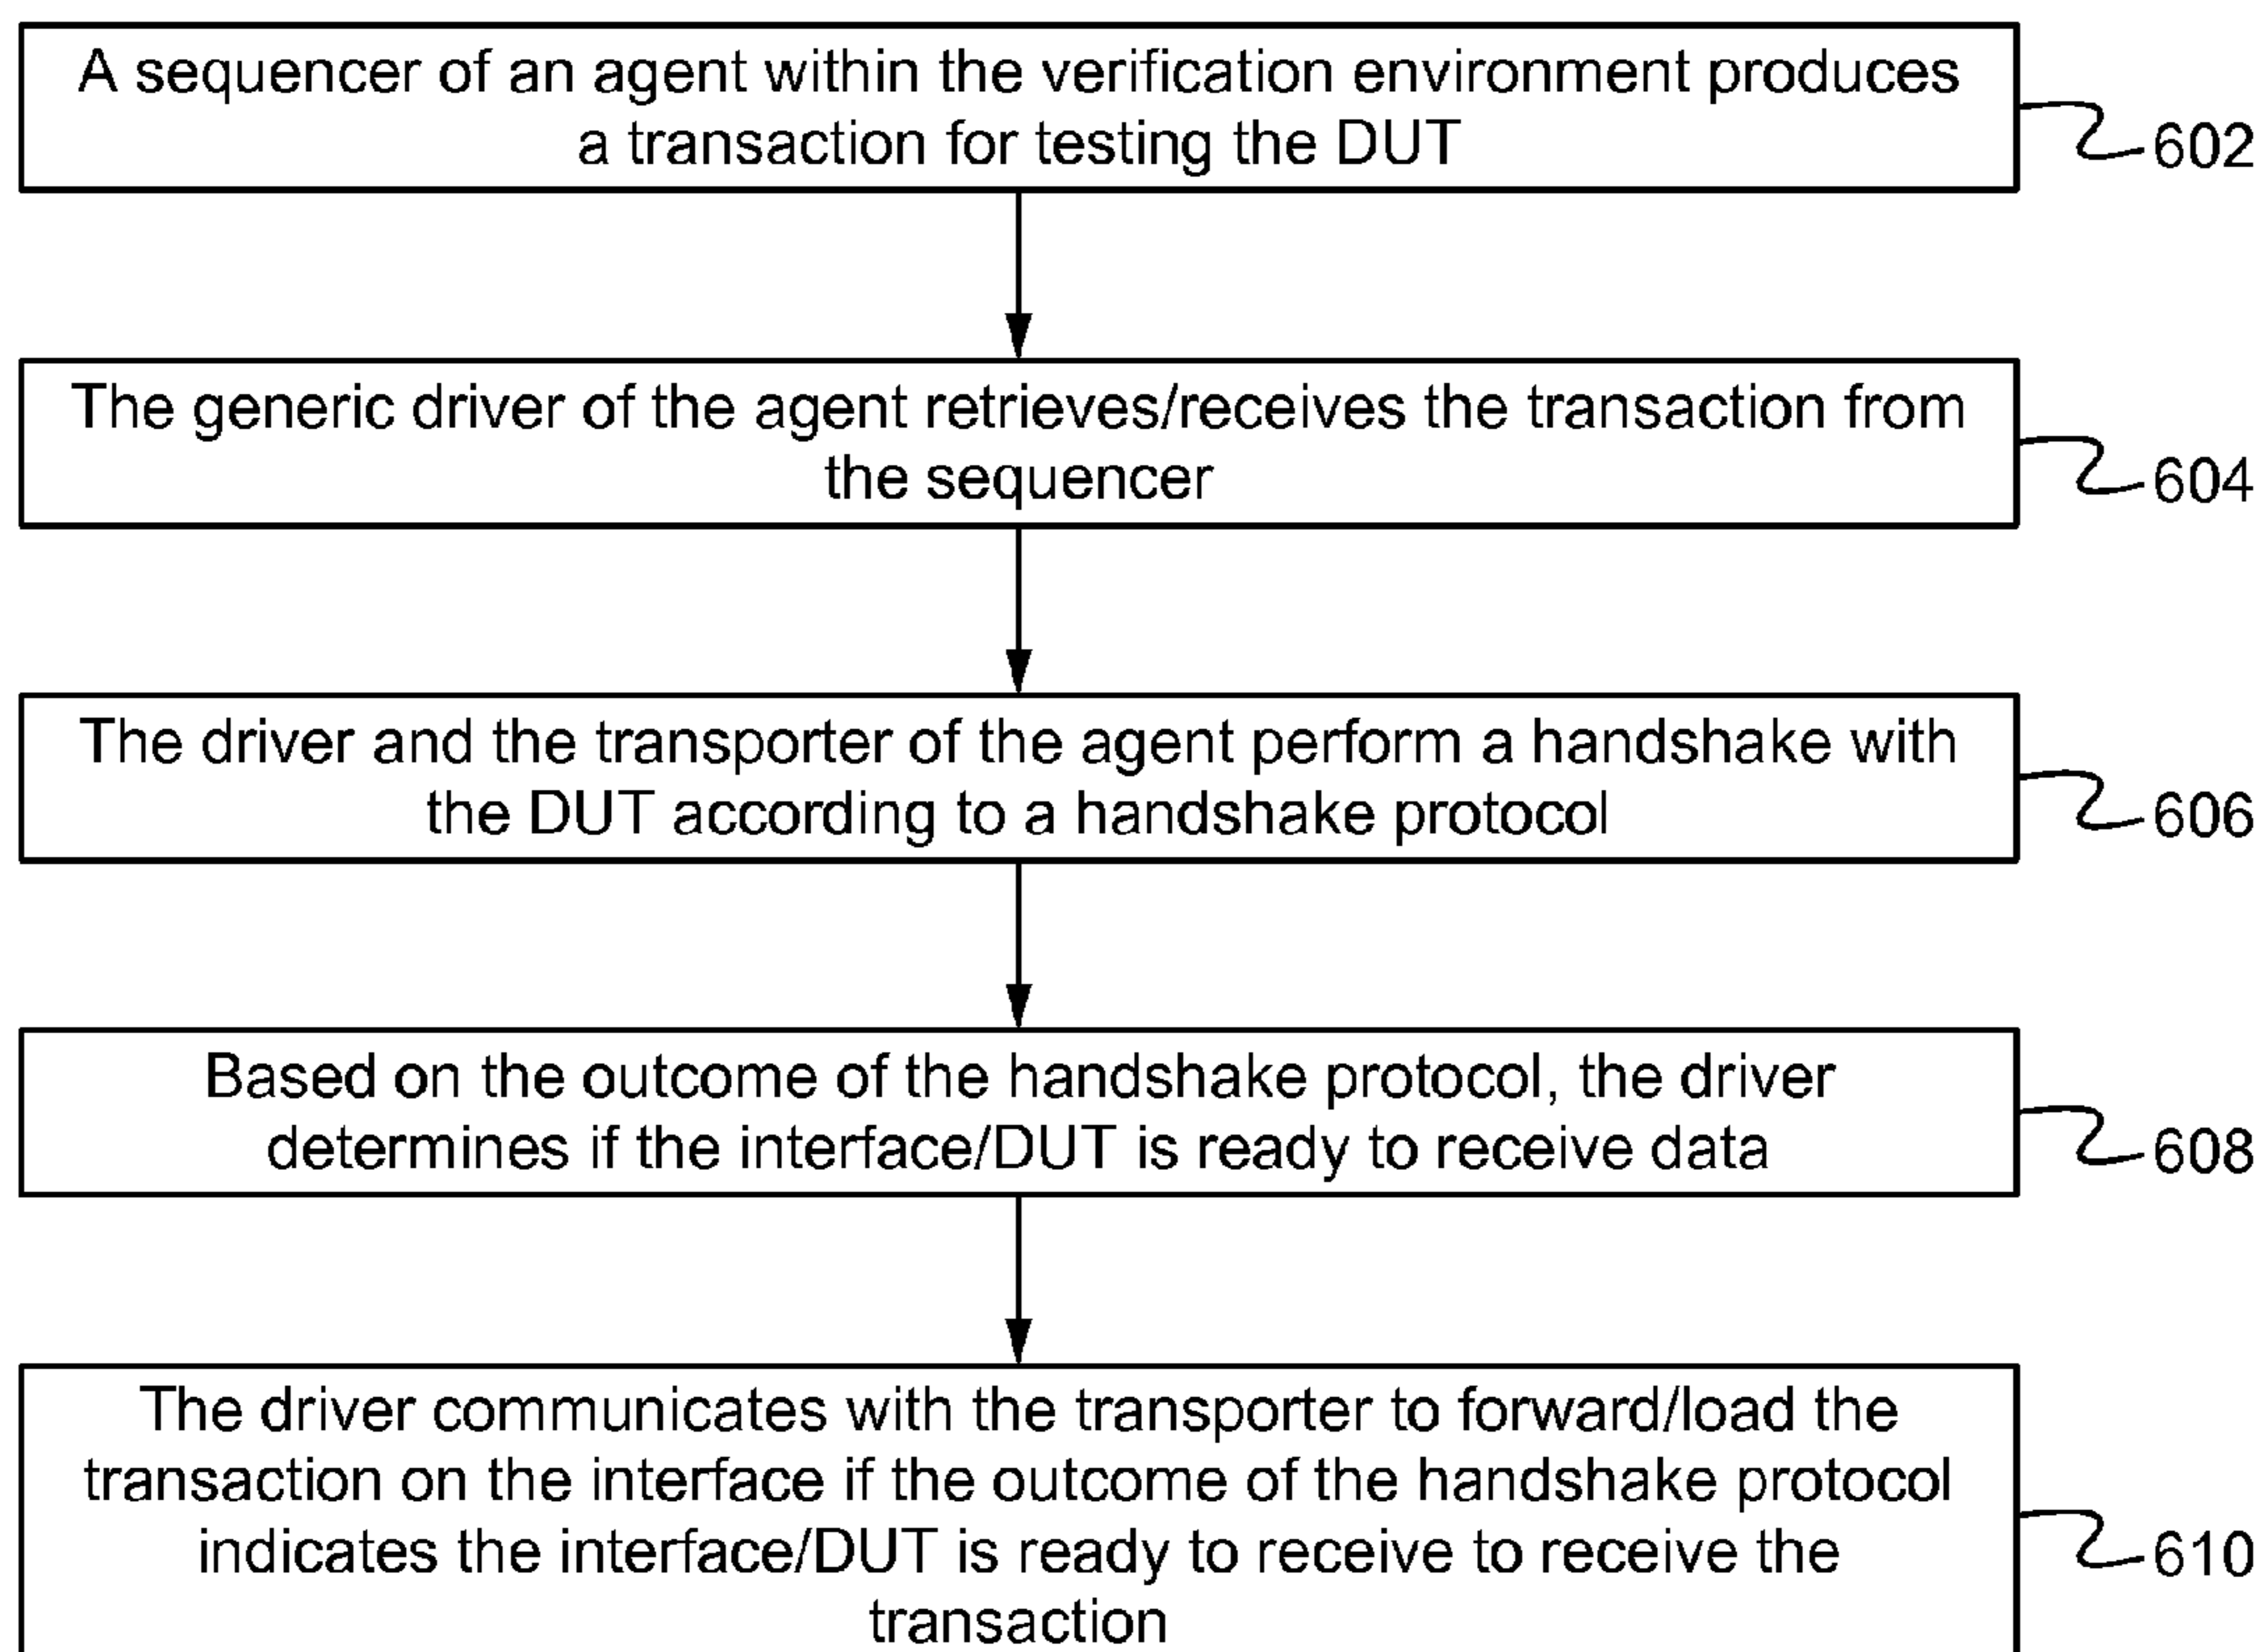 A sequencer of an agent within the verification environment produces
a transaction for testing the DUT
602
The generic driver of the agent retrieves/receives the transaction from
the sequencer
604
The driver and the transporter of the agent perform a handshake with
the DUT according to a handshake protocol
606
Based on the outcome of the handshake protocol, the driver
determines if the interface/DUT is ready to receive data
608
The driver communicates with the transporter to forward/load the
transaction on the interface if the outcome of the handshake protocol
indicates the interface/DUT is ready to receive to receive the
transaction
610